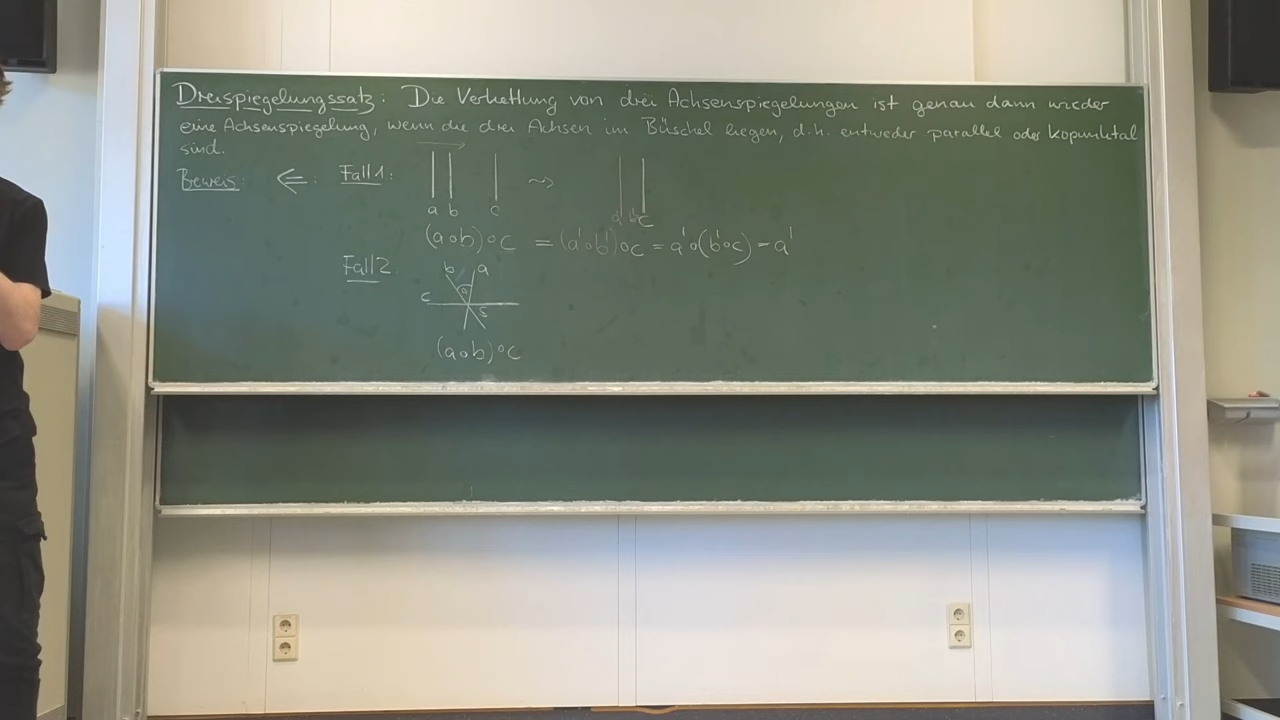 Dreispiegelungssatz: Die Verkettung von drei Achsenspiegelungen ist genau dann wieder
eine Achsenspiegelung, wenn die drei Achsen im Büschel liegen, d.h. entweder parallel oder kopunktal
sind.
Beweis: ⇐: Fall 1:
a b c a' b' c
(a∘b)∘c = (a'∘b')∘c = a'∘(b'∘c) = a'
Fall 2
b a
c
(a∘b)∘c